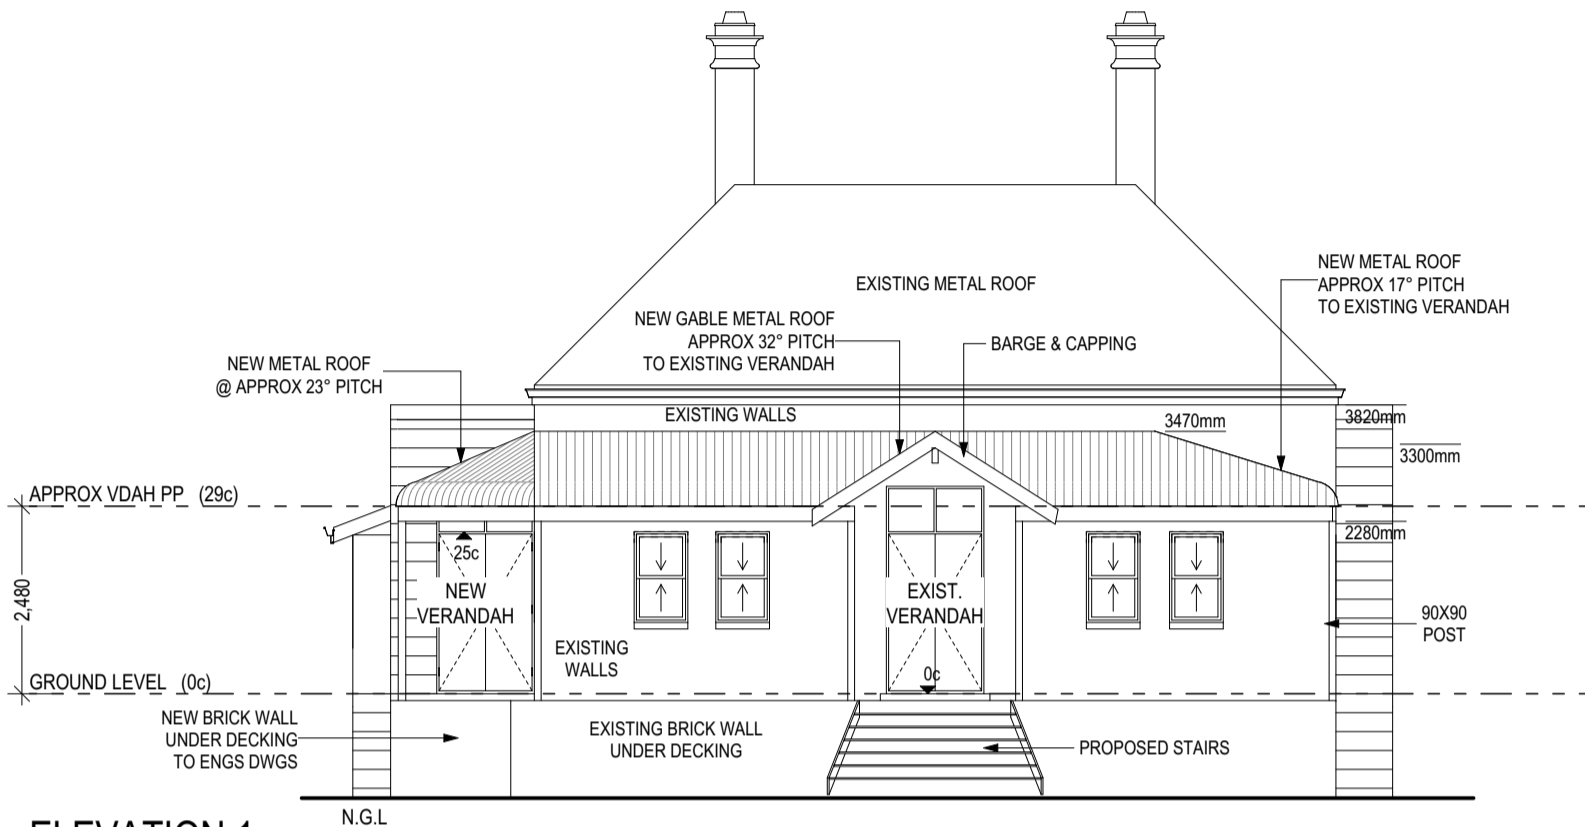 EXISTING METAL ROOF
NEW METAL ROOF
APPROX 17° PITCH
TO EXISTING VERANDAH
NEW GABLE METAL ROOF
APPROX 32° PITCH
TO EXISTING VERANDAH
BARGE & CAPPING
NEW METAL ROOF
@ APPROX 23° PITCH
EXISTING WALLS
3470mm
3820mm
3300mm
APPROX VDAH PP (29c)
2280mm
25c
2,480
NEW
VERANDAH
EXIST.
VERANDAH
90X90
POST
EXISTING
WALLS
0c
GROUND LEVEL (0c)
NEW BRICK WALL
UNDER DECKING
TO ENGS DWGS
EXISTING BRICK WALL
UNDER DECKING
PROPOSED STAIRS
N.G.L
ELEVATION 1